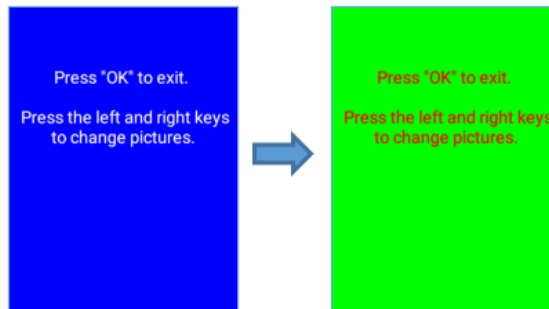 Press "OK" to exit.
Press the left and right keys
to change pictures.
Press "OK" to exit.
Press the left and right keys
to change pictures.